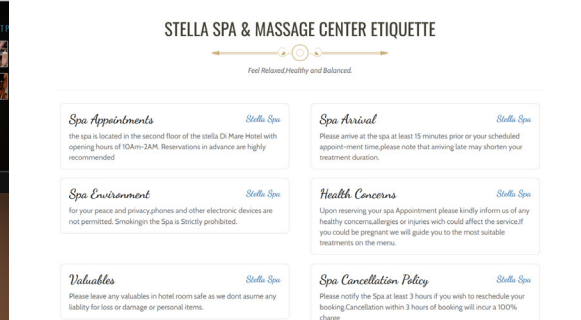 STELLA SPA & MASSAGE CENTER ETIQUETTE
Feel Relaxed,Healthy and Balanced.
Spa Appointments
Stella Spa
the spa is located in the second floor of the stella Di Mare Hotel with
opening hours of 10Am-2AM. Reservations in advance are highly
recommended
Spa Arrival
Stella Spa
Please arrive at the spa at least 15 minutes prior or your scheduled
appoint-ment time,please note that arriving late may shorten your
treatment duration.
Spa Environment
Stella Spa
for your peace and privacy,phones and other electronic devices are
not permitted. Smokingin the Spa is Strictly prohibited.
Health Concerns
Stella Spa
Upon reserving your spa Appointment please kindly inform us of any
healthy concerns,allergies or injuries wich could affect the service.If
you could be pregnant we will guide you to the most suitable
treatments on the menu.
Valuables
Stella Spa
Please leave any valuables in hotel room safe as we dont asume any
liablity for loss or damage or personal items.
Spa Cancellation Policy
Stella Spa
Please notify the Spa at least 3 hours if you wish to reschedule your
booking.Cancellation within 3 hours of booking will incur a 100%
charge